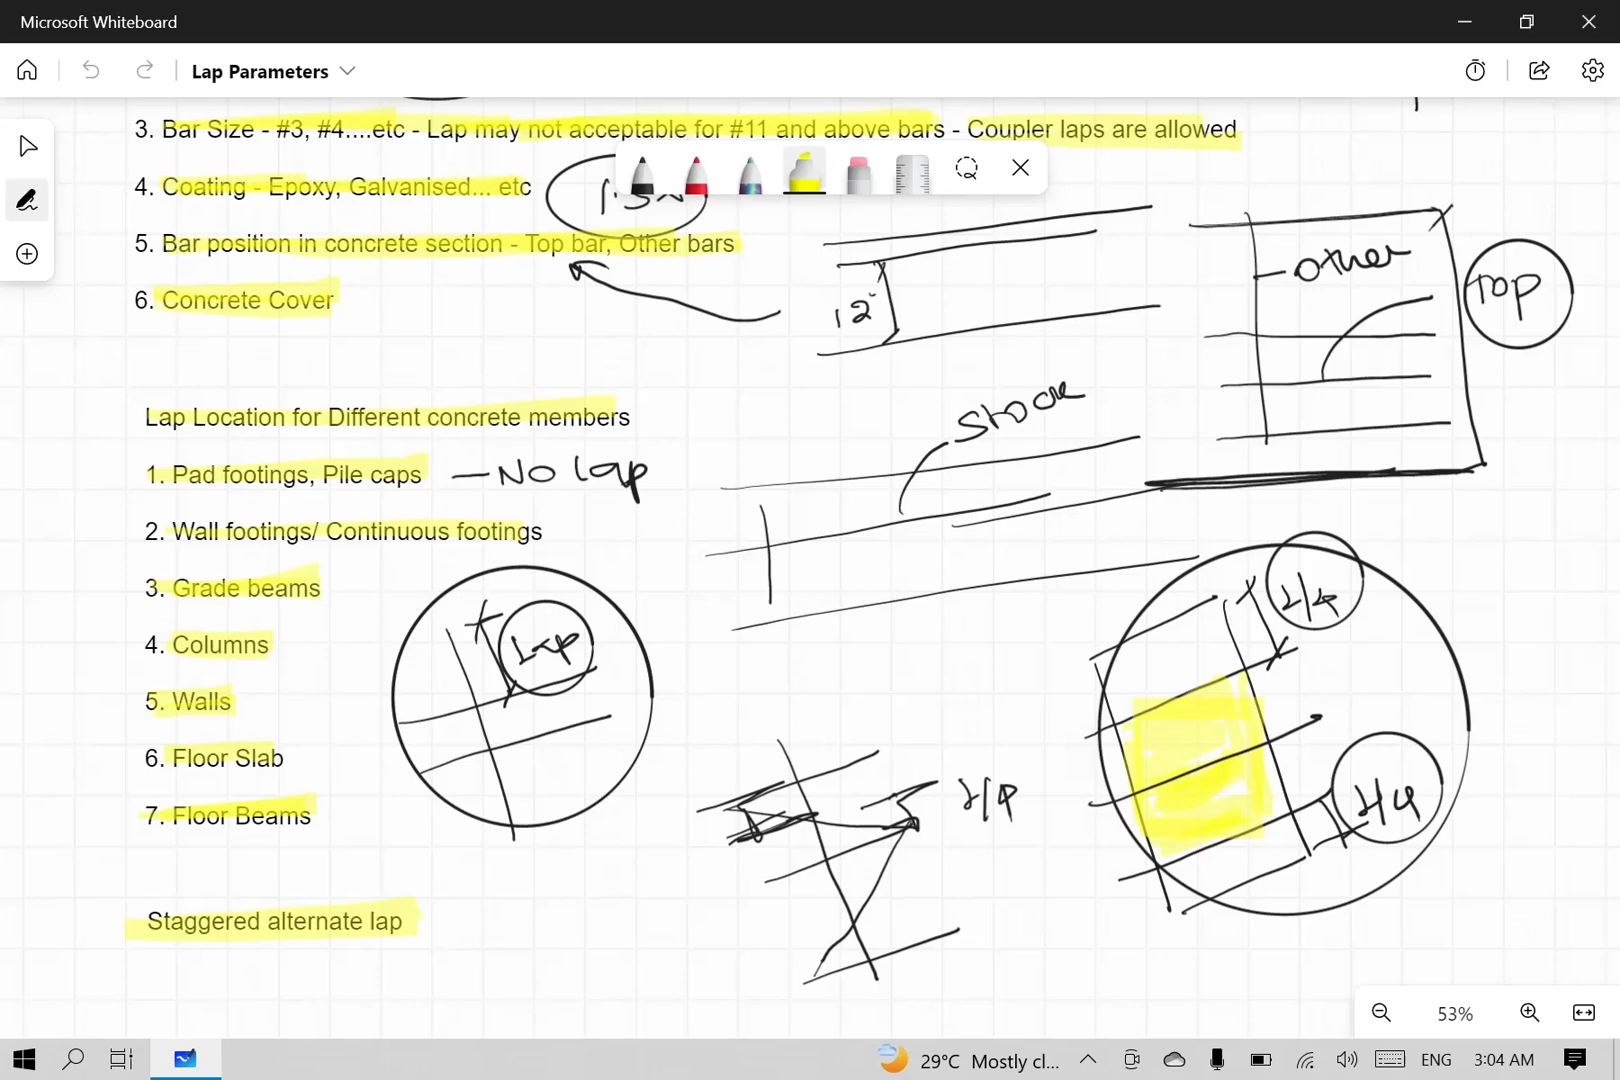 Microsoft Whiteboard
Lap Parameters
3. Bar Size - #3, #4....etc - Lap may not acceptable for #11 and above bars - Coupler laps are allowed
4. Coating - Epoxy, Galvanised... etc
5. Bar position in concrete section - Top bar, Other bars
6. Concrete Cover
12"
Other
Top
Lap Location for Different concrete members
Stock
1. Pad footings, Pile caps - No lap
2. Wall footings/ Continuous footings
3. Grade beams
4. Columns
Lap
5. Walls
6. Floor Slab
7. Floor Beams
Staggered alternate lap
53%
29°C Mostly cl...
ENG
3:04 AM